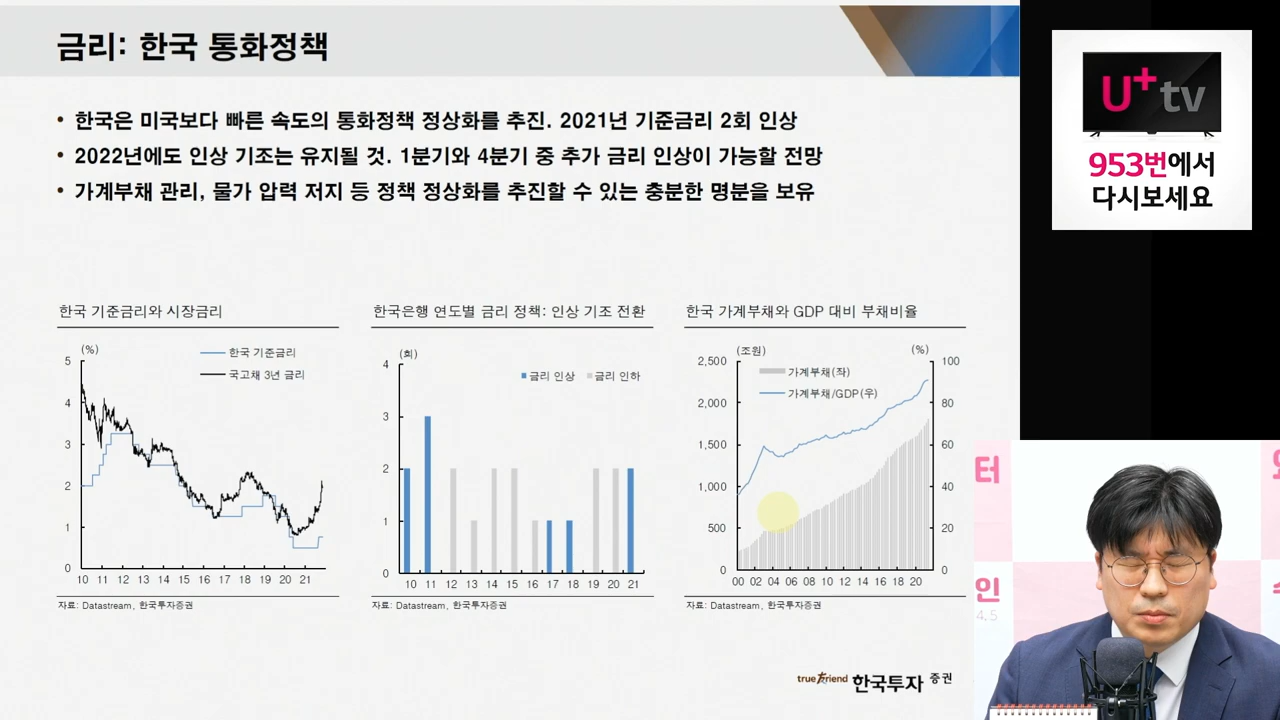 금리: 한국 통화정책
• 한국은 미국보다 빠른 속도의 통화정책 정상화를 추진. 2021년 기준금리 2회 인상
• 2022년에도 인상 기조는 유지될 것. 1분기와 4분기 중 추가 금리 인상이 가능할 전망
• 가계부채 관리, 물가 압력 저지 등 정책 정상화를 추진할 수 있는 충분한 명분을 보유
한국 기준금리와 시장금리
(%)
한국 기준금리
국고채 3년 금리
5
4
3
2
1
0
10 11 12 13 14 15 16 17 18 19 20 21
자료: Datastream, 한국투자증권
한국은행 연도별 금리 정책: 인상 기조 전환
(회)
금리 인상 금리 인하
4
3
2
1
0
10 11 12 13 14 15 16 17 18 19 20 21
자료: Datastream, 한국투자증권
한국 가계부채와 GDP 대비 부채비율
(조원) (%)
가계부채(좌)
가계부채/GDP(우)
2,500 100
2,000 80
1,500 60
1,000 40
500 20
0 0
00 02 04 06 08 10 12 14 16 18 20
자료: Datastream, 한국투자증권
true friend 한국투자 증권
U+tv
953번에서
다시보세요
터
인
4.5